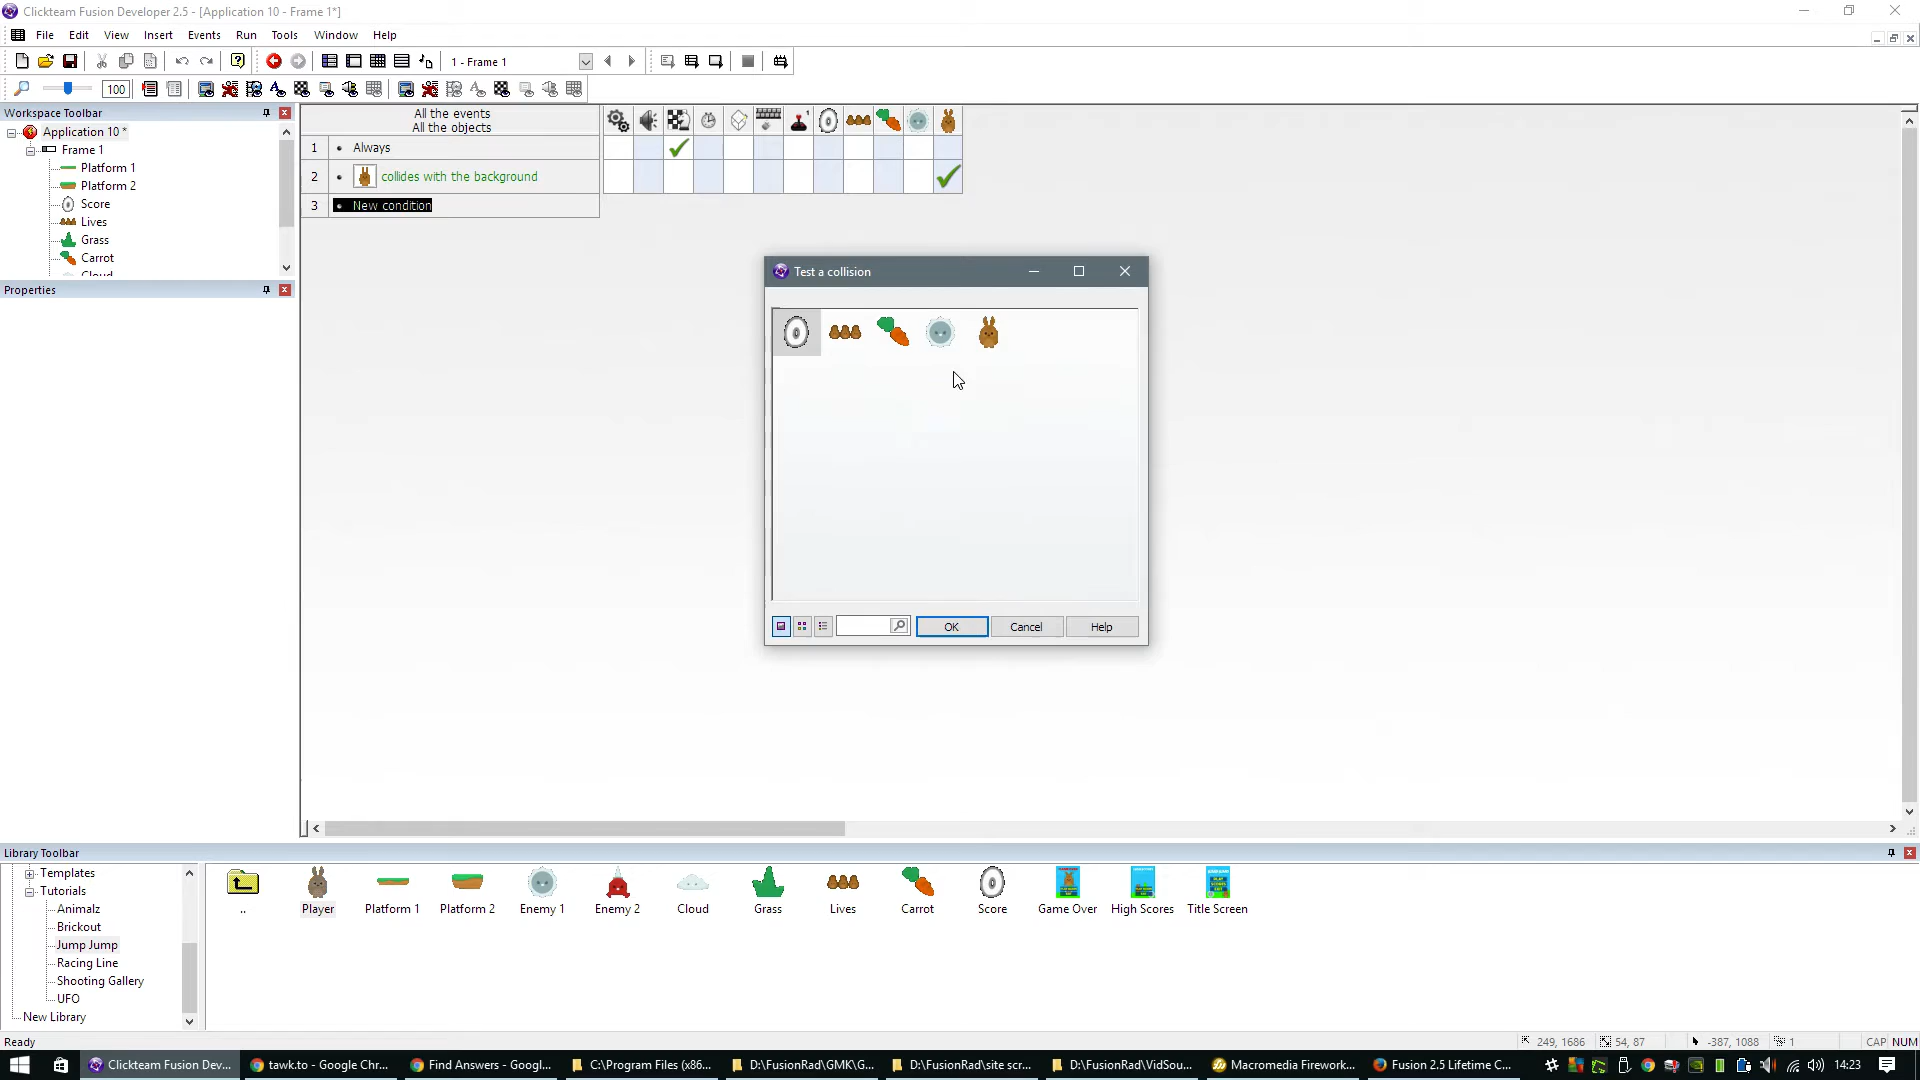 Clickteam Fusion Developer 2.5 - [Application 10 - Frame 1*]
File Edit View Insert Events Run Tools Window Help
1 - Frame 1
100
Workspace Toolbar
Application 10 *
Frame 1
Platform 1
Platform 2
Score
Lives
Grass
Carrot
Cloud
Properties
All the events
All the objects
1 • Always
2 • collides with the background
3 • New condition
Test a collision
OK Cancel Help
Library Toolbar
Templates
Tutorials
Animalz
Brickout
Jump Jump
Racing Line
Shooting Gallery
UFO
New Library
.. Player Platform 1 Platform 2 Enemy 1 Enemy 2 Cloud Grass Lives Carrot Score Game Over High Scores Title Screen
Ready
249, 1686 54, 87 -387, 1088 1 CAP NUM
Clickteam Fusion Dev... tawk.to - Google Chr... Find Answers - Googl... C:\Program Files (x86... D:\FusionRad\GMK\G... D:\FusionRad\site scr... D:\FusionRad\VidSou... Macromedia Firework... Fusion 2.5 Lifetime C... 14:23